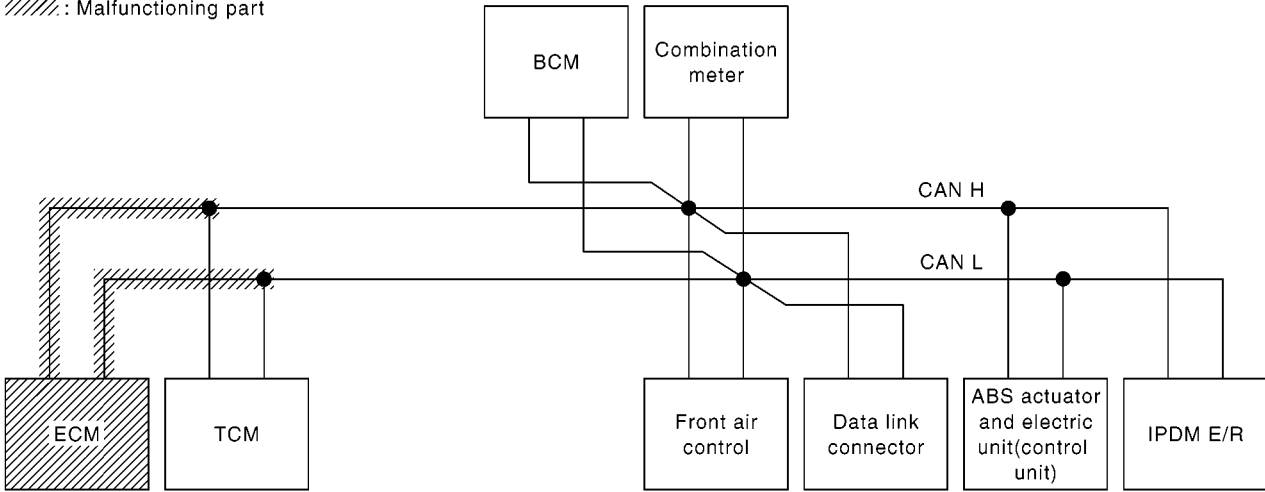 : Malfunctioning part
BCM
Combination
meter
CAN H
CAN L
ECM
TCM
Front air
control
Data link
connector
ABS actuator
and electric
unit(control
unit)
IPDM E/R